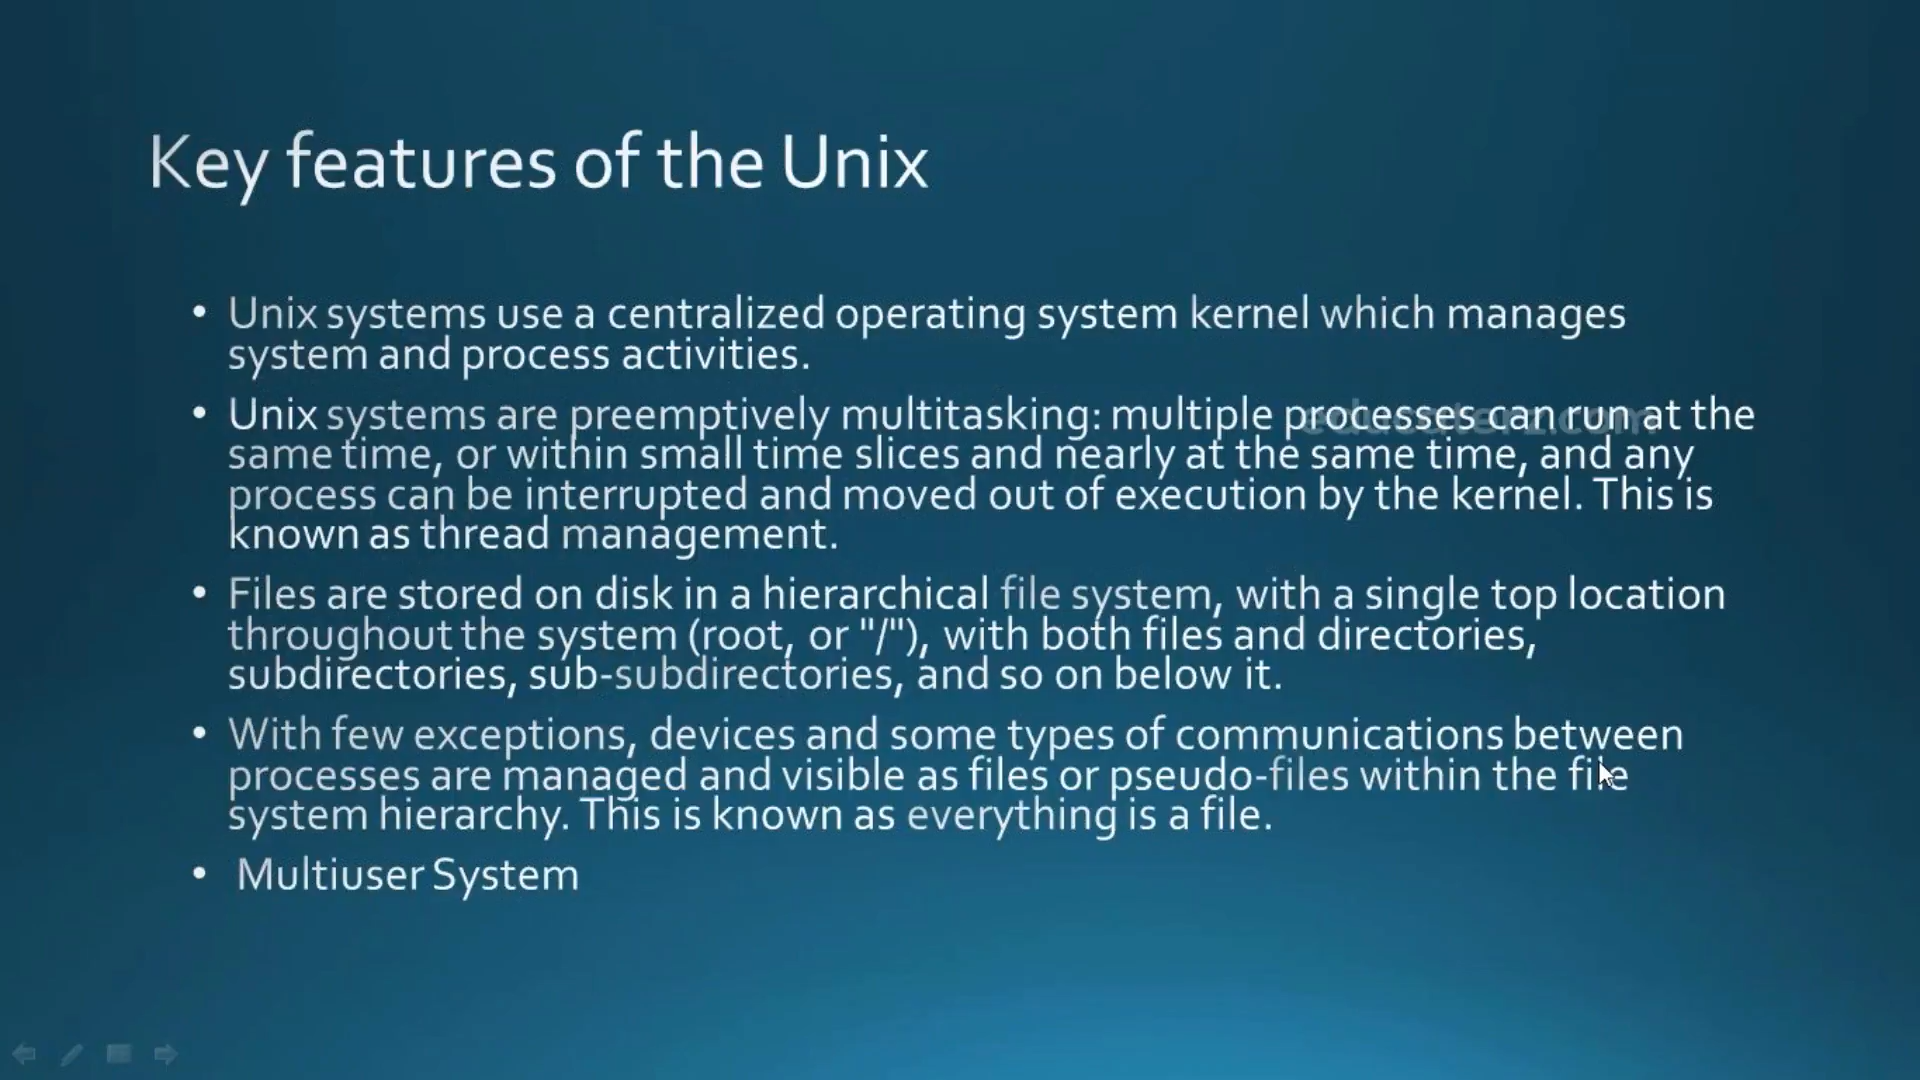 Key features of the Unix
• Unix systems use a centralized operating system kernel which manages
system and process activities.
• Unix systems are preemptively multitasking: multiple processes can run at the
same time, or within small time slices and nearly at the same time, and any
process can be interrupted and moved out of execution by the kernel. This is
known as thread management.
• Files are stored on disk in a hierarchical file system, with a single top location
throughout the system (root, or "/"), with both files and directories,
subdirectories, sub-subdirectories, and so on below it.
• With few exceptions, devices and some types of communications between
processes are managed and visible as files or pseudo-files within the file
system hierarchy. This is known as everything is a file.
• Multiuser System
educaterz.com